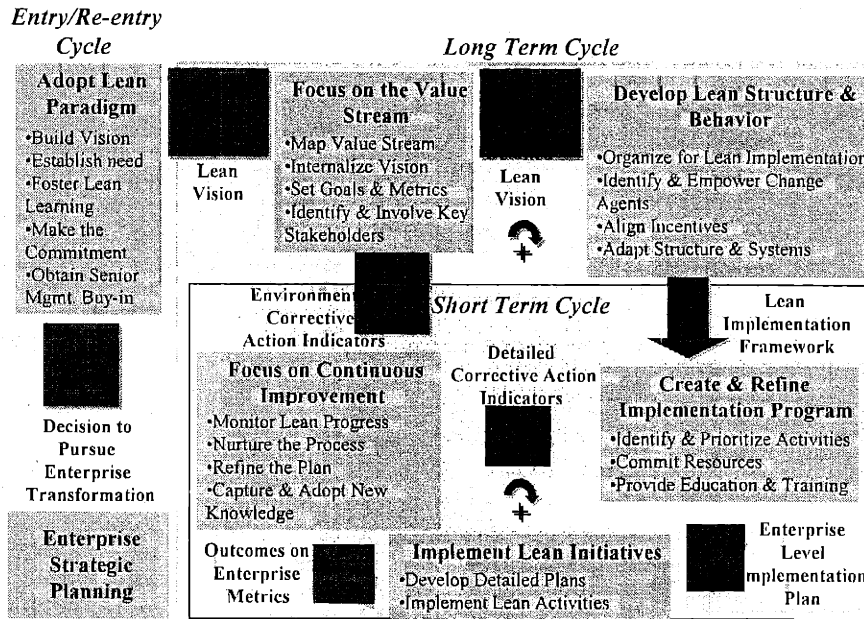 Entry/Re-entry
Cycle
Long Term Cycle
Adopt Lean
Paradigm
•Build Vision
•Establish need
•Foster Lean
Learning
•Make the
Commitment
•Obtain Senior
Mgmt. Buy-in
Lean
Vision
Focus on the Value
Stream
•Map Value Stream
•Internalize Vision
•Set Goals & Metrics
•Identify & Involve Key
Stakeholders
Lean
Vision
+
Develop Lean Structure &
Behavior
•Organize for Lean Implementation
•Identify & Empower Change
Agents
•Align Incentives
•Adapt Structure & Systems
Decision to
Pursue
Enterprise
Transformation
Enterprise
Strategic
Planning
Environment
Corrective
Action Indicators
Short Term Cycle
Lean
Implementation
Framework
Focus on Continuous
Improvement
•Monitor Lean Progress
•Nurture the Process
•Refine the Plan
•Capture & Adopt New
Knowledge
Detailed
Corrective Action
Indicators
+
Create & Refine
Implementation Program
•Identify & Prioritize Activities
•Commit Resources
•Provide Education & Training
Outcomes on
Enterprise
Metrics
Implement Lean Initiatives
•Develop Detailed Plans
•Implement Lean Activities
Enterprise
Level
mplementation
Plan